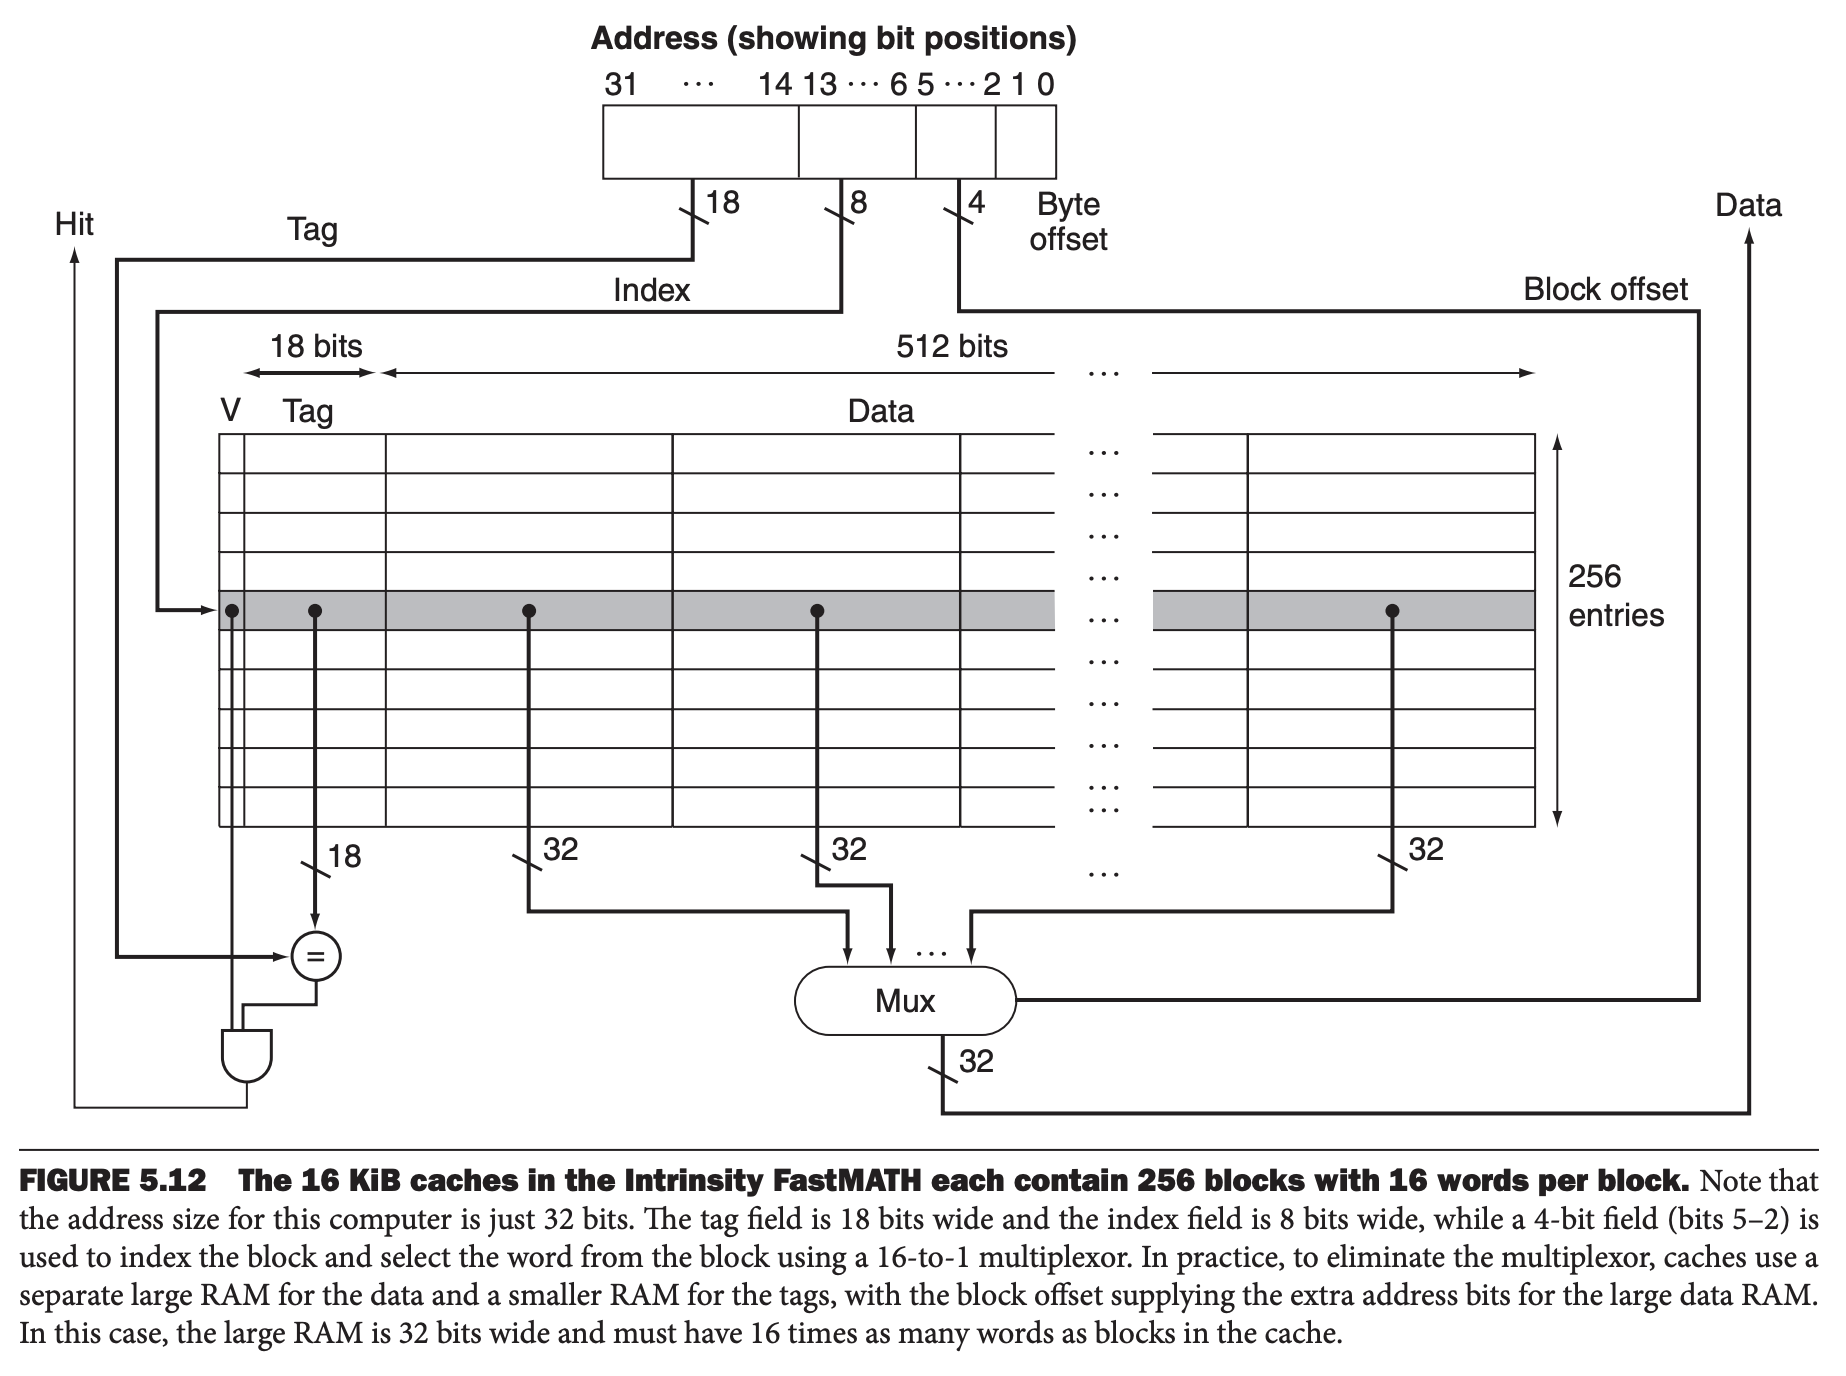 Address (showing bit positions)
31 ··· 14 13 ··· 6 5 ··· 2 1 0
18 8 4 Byte offset
Hit
Tag
Data
Index
Block offset
18 bits
512 bits
...
V
Tag
Data
...
...
...
...
...
...
...
...
...
...
256
entries
18
32
32
...
32
=
...
Mux
32
FIGURE 5.12 The 16 KiB caches in the Intrinsity FastMATH each contain 256 blocks with 16 words per block. Note that
the address size for this computer is just 32 bits. The tag field is 18 bits wide and the index field is 8 bits wide, while a 4-bit field (bits 5–2) is
used to index the block and select the word from the block using a 16-to-1 multiplexor. In practice, to eliminate the multiplexor, caches use a
separate large RAM for the data and a smaller RAM for the tags, with the block offset supplying the extra address bits for the large data RAM.
In this case, the large RAM is 32 bits wide and must have 16 times as many words as blocks in the cache.